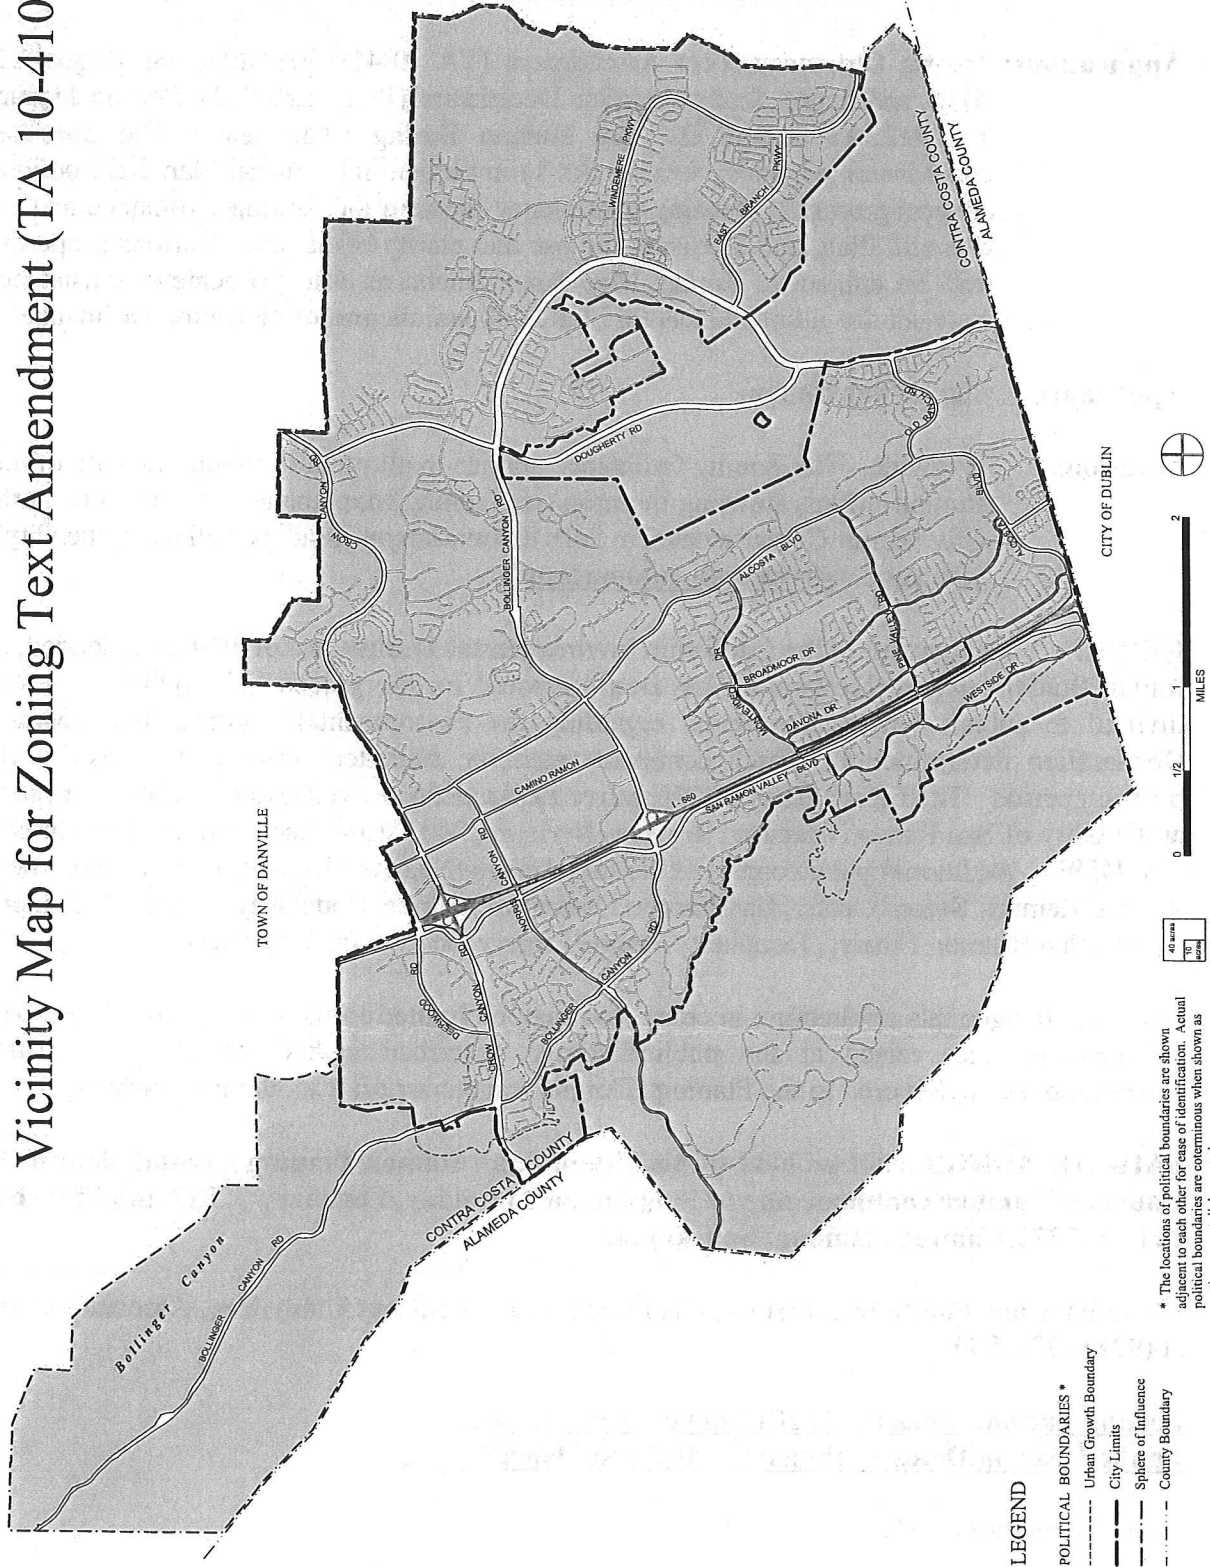 Vicinity Map for Zoning Text Amendment (TA 10-410
TOWN OF DANVILLE
CITY OF DUBLIN
CONTRA COSTA COUNTY
ALAMEDA COUNTY
CONTRA COSTA COUNTY
ALAMEDA COUNTY
Bollinger Canyon
BOLLINGER CANYON RD
CROW CANYON RD
DEERWOOD RD
BOLLINGER CANYON RD
NORRIS CANYON RD
CAMINO RAMON
I - 680
SAN RAMON VALLEY BLVD
CROW CANYON RD
BOLLINGER CANYON RD
DOUGHERTY RD
WINDEMERE PKWY
EAST BRANCH PKWY
ALCOSTA BLVD
OLD RANCH RD
ALCOSTA BLVD
MONTEVIDEO DR
BROADMOOR DR
DAVONA DR
PINE VALLEY RD
WESTSIDE DR
LEGEND
POLITICAL BOUNDARIES *
Urban Growth Boundary
City Limits
Sphere of Influence
County Boundary
* The locations of political boundaries are shown
adjacent to each other for ease of identification. Actual
political boundaries are coterminous when shown as
40 acres
10 acres
0 1/2 2
MILES